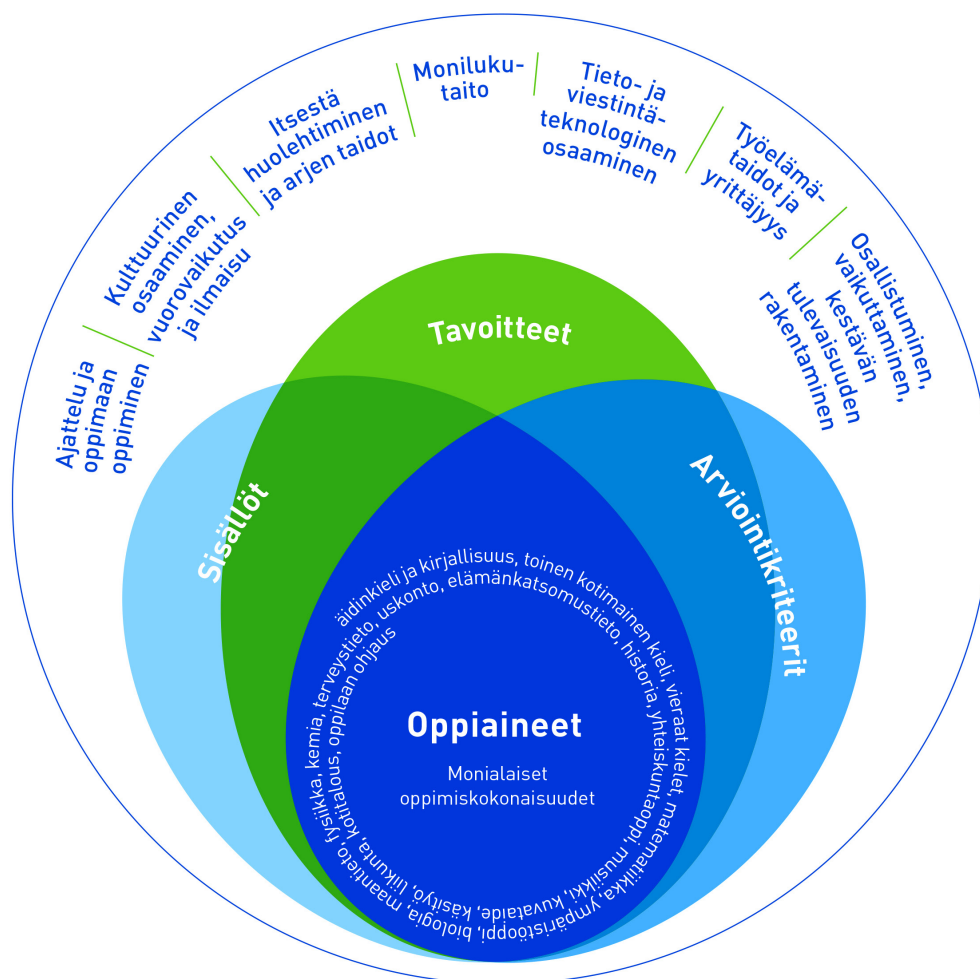 Ajattelu ja
oppimaan
oppiminen
Kulttuurinen
osaaminen,
vuorovaikutus
ja ilmaisu
Itsestä
huolehtiminen
ja arjen taidot
Moniluku-
taito
Tieto- ja
viestintä-
teknologinen
osaaminen
Työelämä-
taidot ja
yrittäjyys
Osallistuminen,
vaikuttaminen,
kestävän
tulevaisuuden
rakentaminen
Tavoitteet
Sisällöt
Arviointikriteerit
äidinkieli ja kirjallisuus, toinen kotimainen kieli, vieraat kielet, matematiikka, ympäristöoppi, biologia, maantieto, fysiikka, kemia, terveystieto, uskonto, elämänkatsomustieto, historia, yhteiskuntaoppi, musiikki, kuvataide, käsityö, liikunta, kotitalous, oppilaan ohjaus
Oppiaineet
Monialaiset
oppimiskokonaisuudet